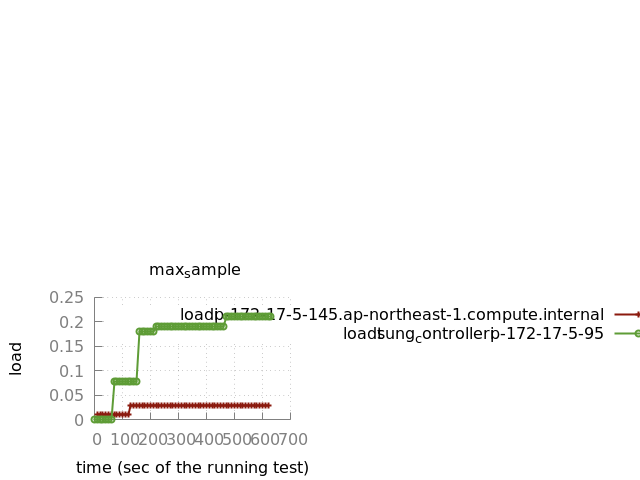 max_sample
0.25
0.2
0.15
0.1
0.05
0
load
loadip-172-17-5-145.ap-northeast-1.compute.internal
loadtsung_controllerip-172-17-5-95
0 100 200 300 400 500 600 700
time (sec of the running test)